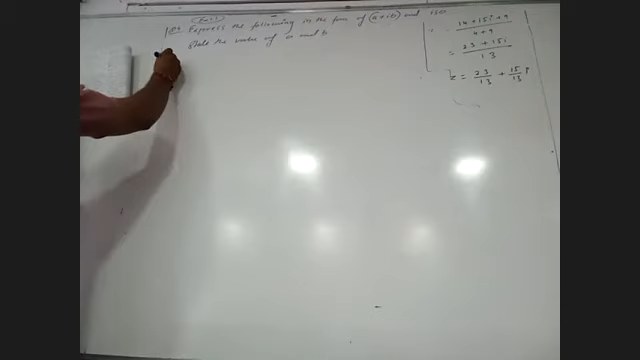 Express the following in the form of (a+ib) and also
State the value of a and b
14 + 15i + 9
4 + 9
= 23 + 15i
13
z = 23/13 + 15/13 i